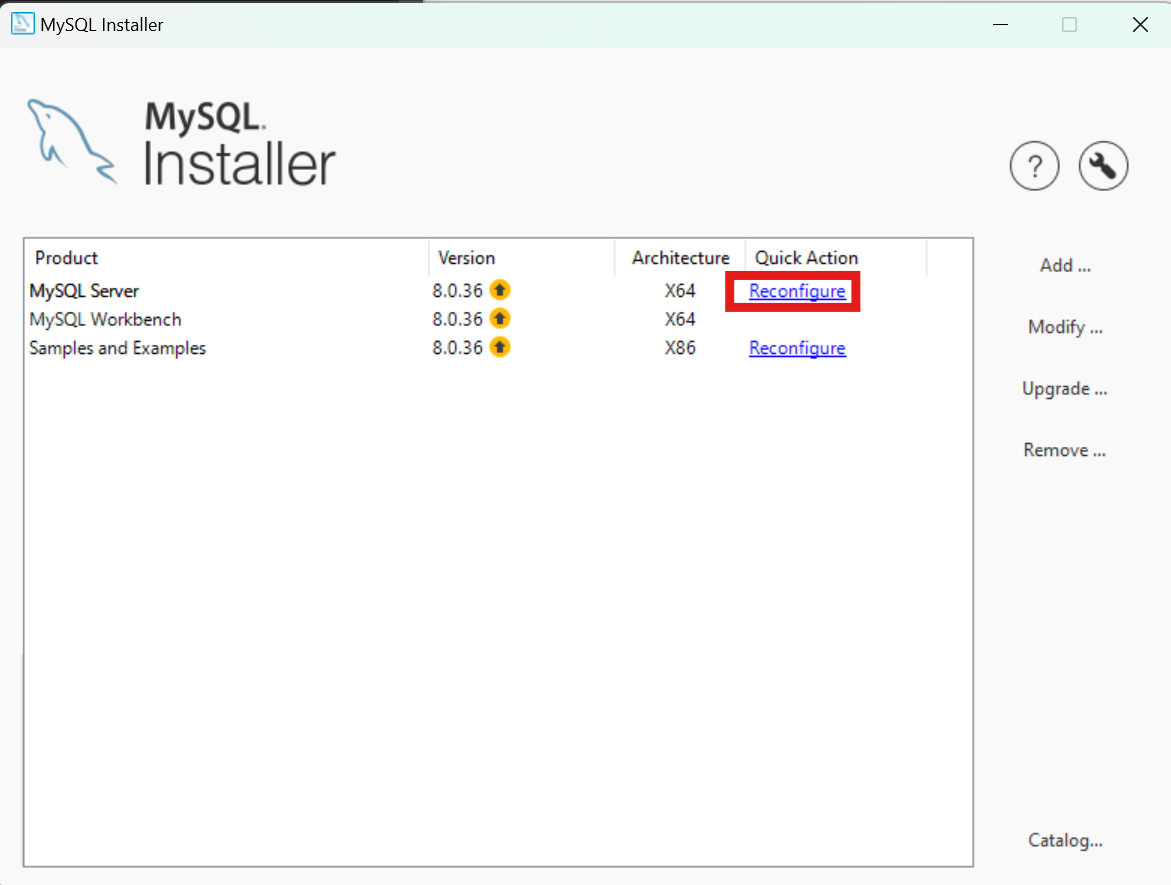 MySQL Installer
MySQL.
Installer
?
Product Version Architecture Quick Action
MySQL Server 8.0.36 X64 Reconfigure
MySQL Workbench 8.0.36 X64
Samples and Examples 8.0.36 X86 Reconfigure
Add ...
Modify ...
Upgrade ...
Remove ...
Catalog...